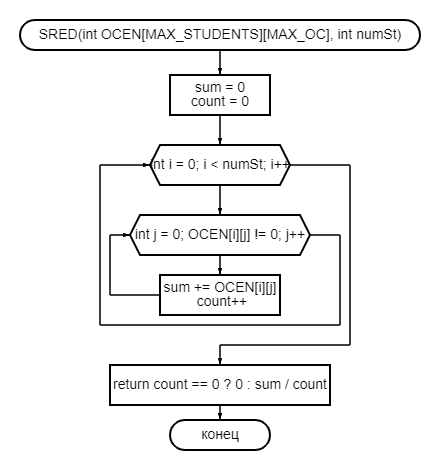 SRED(int OCEN[MAX_STUDENTS][MAX_OC], int numSt)
sum = 0
count = 0
int i = 0; i < numSt; i++
int j = 0; OCEN[i][j] != 0; j++
sum += OCEN[i][j]
count++
return count == 0 ? 0 : sum / count
конец